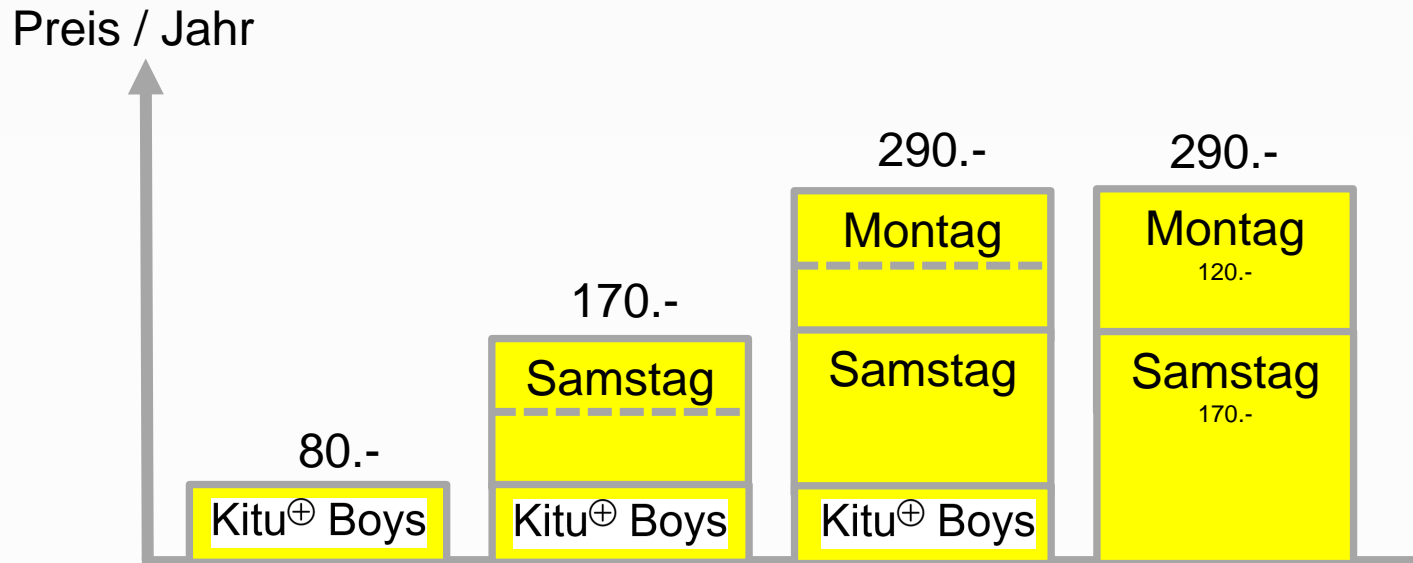 Preis / Jahr
80.-
Kitu⊕ Boys
170.-
Samstag
Kitu⊕ Boys
290.-
Montag
Samstag
Kitu⊕ Boys
290.-
Montag
120.-
Samstag
170.-